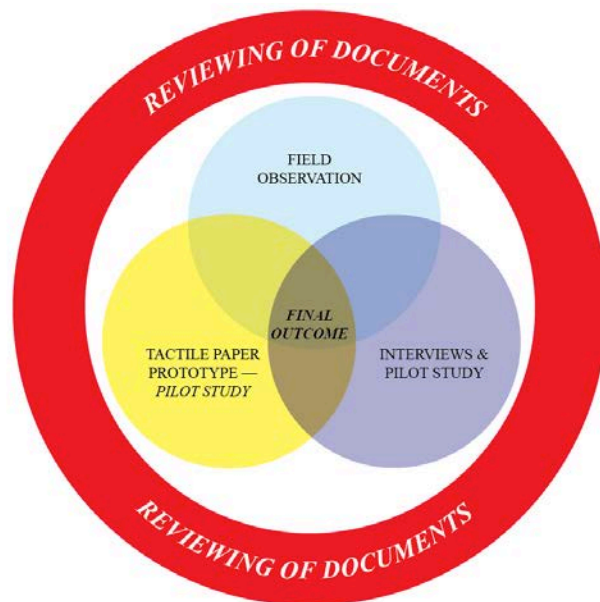 REVIEWING OF DOCUMENTS
FIELD
OBSERVATION
FINAL
OUTCOME
TACTILE PAPER
PROTOTYPE —
PILOT STUDY
INTERVIEWS &
PILOT STUDY
REVIEWING OF DOCUMENTS